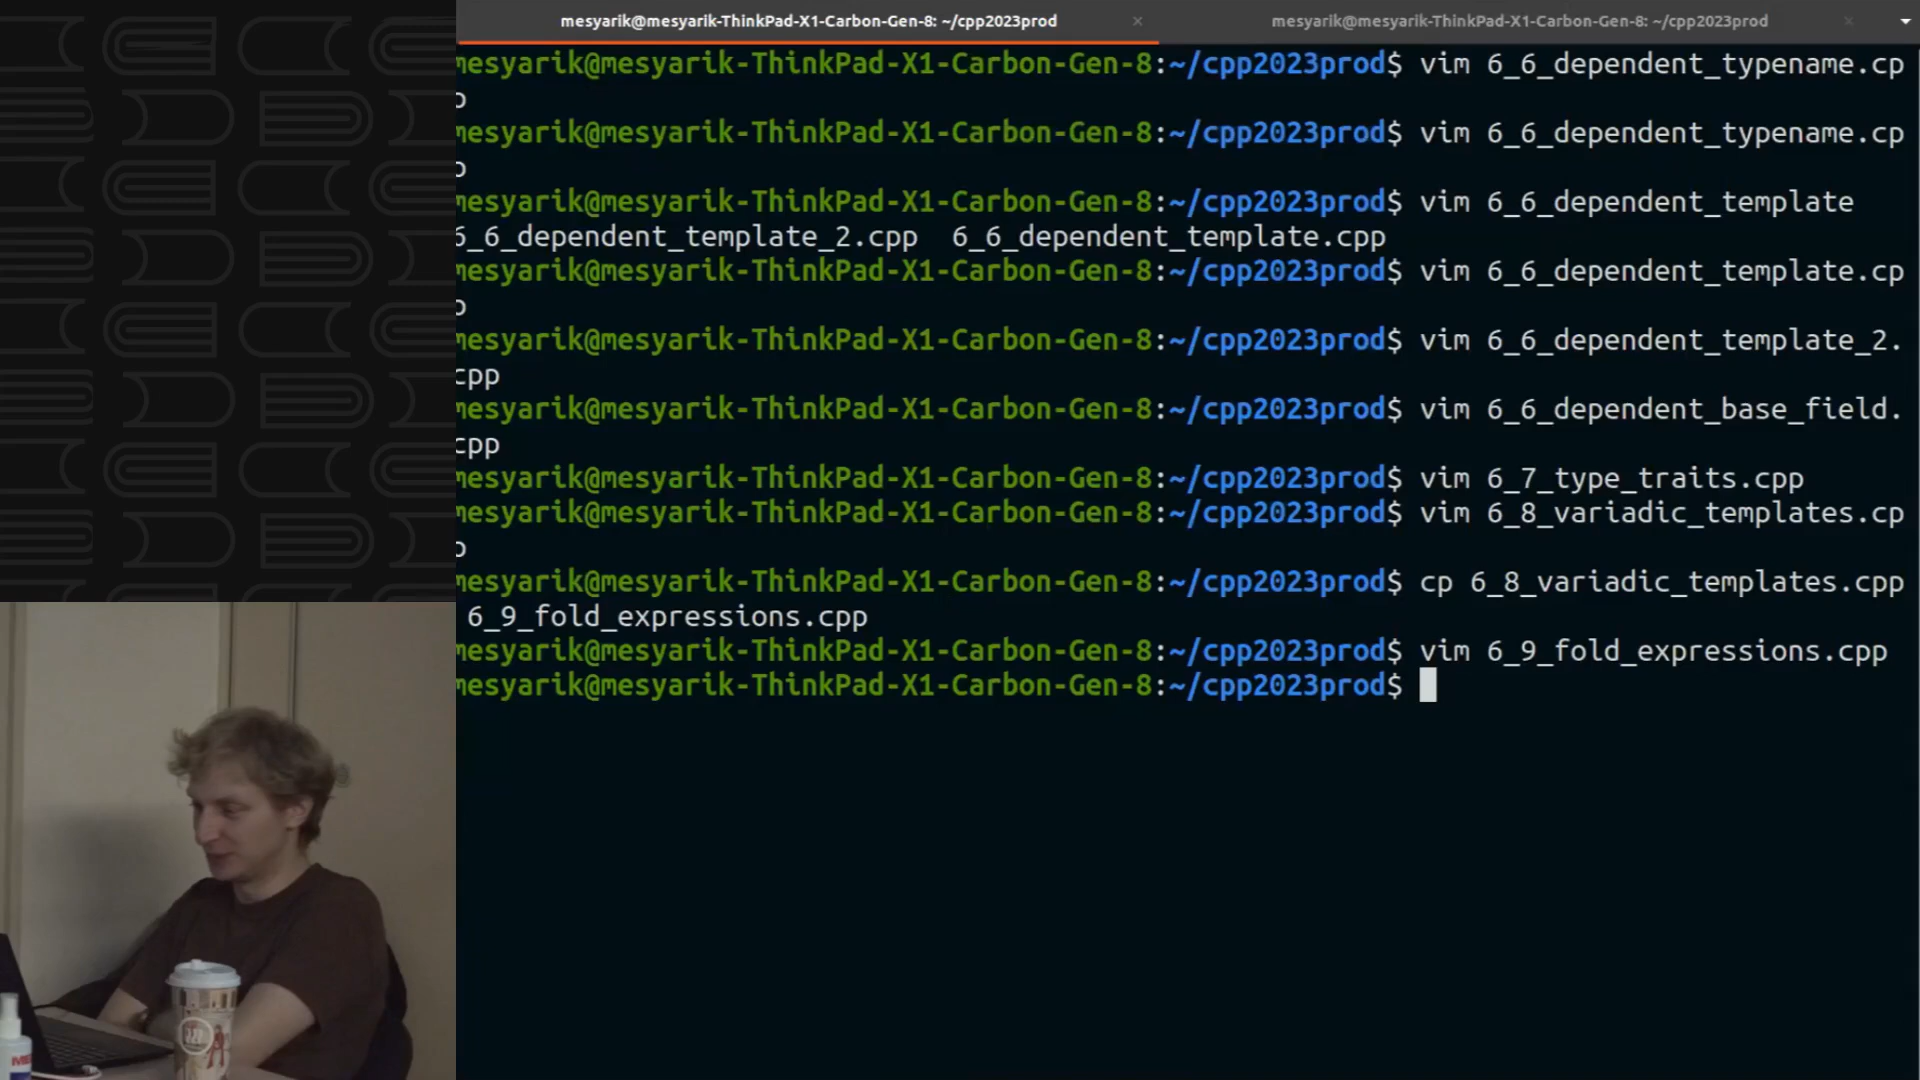 mesyarik@mesyarik-ThinkPad-X1-Carbon-Gen-8: ~/cpp2023prod × mesyarik@mesyarik-ThinkPad-X1-Carbon-Gen-8: ~/cpp2023prod ×
mesyarik@mesyarik-ThinkPad-X1-Carbon-Gen-8:~/cpp2023prod$ vim 6_6_dependent_typename.cp
p
mesyarik@mesyarik-ThinkPad-X1-Carbon-Gen-8:~/cpp2023prod$ vim 6_6_dependent_typename.cp
p
mesyarik@mesyarik-ThinkPad-X1-Carbon-Gen-8:~/cpp2023prod$ vim 6_6_dependent_template
6_6_dependent_template_2.cpp  6_6_dependent_template.cpp
mesyarik@mesyarik-ThinkPad-X1-Carbon-Gen-8:~/cpp2023prod$ vim 6_6_dependent_template.cp
p
mesyarik@mesyarik-ThinkPad-X1-Carbon-Gen-8:~/cpp2023prod$ vim 6_6_dependent_template_2.
cpp
mesyarik@mesyarik-ThinkPad-X1-Carbon-Gen-8:~/cpp2023prod$ vim 6_6_dependent_base_field.
cpp
mesyarik@mesyarik-ThinkPad-X1-Carbon-Gen-8:~/cpp2023prod$ vim 6_7_type_traits.cpp
mesyarik@mesyarik-ThinkPad-X1-Carbon-Gen-8:~/cpp2023prod$ vim 6_8_variadic_templates.cp
p
mesyarik@mesyarik-ThinkPad-X1-Carbon-Gen-8:~/cpp2023prod$ cp 6_8_variadic_templates.cpp
6_9_fold_expressions.cpp
mesyarik@mesyarik-ThinkPad-X1-Carbon-Gen-8:~/cpp2023prod$ vim 6_9_fold_expressions.cpp
mesyarik@mesyarik-ThinkPad-X1-Carbon-Gen-8:~/cpp2023prod$